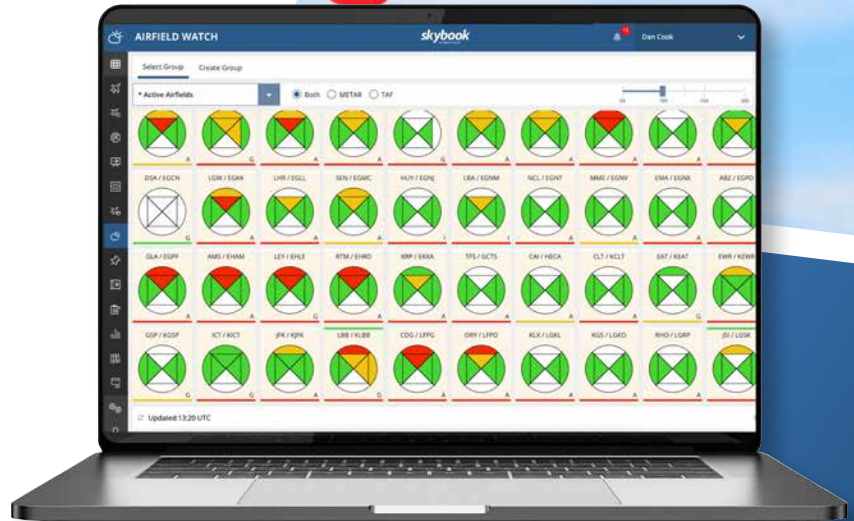 AIRFIELD WATCH
skybook
Dan Cook
Select Group
Create Group
* Active Airfields
Both
METAR
TAF
A G A A G A A A A A
DSA / EGCN
LGW / EGKK
LHR / EGLL
SEN / EGMC
HUY / EGNJ
LBA / EGNM
NCL / EGNT
MME / EGNV
EMA / EGNX
ABZ / EGPD
GLA / EGPF
AMS / EHAM
LEY / EHLE
RTM / EHRD
KRP / EKKA
TFS / GCTS
CAI / HECA
CLT / KCLT
EAT / KEAT
EWR / KEWR
GSP / KGSP
ICT / KICT
JFK / KJFK
LBB / KLBB
CDG / LFPG
ORY / LFPO
KLX / LGKL
KGS / LGKO
RHO / LGRP
JSI / LGSK
Updated:13:20 UTC